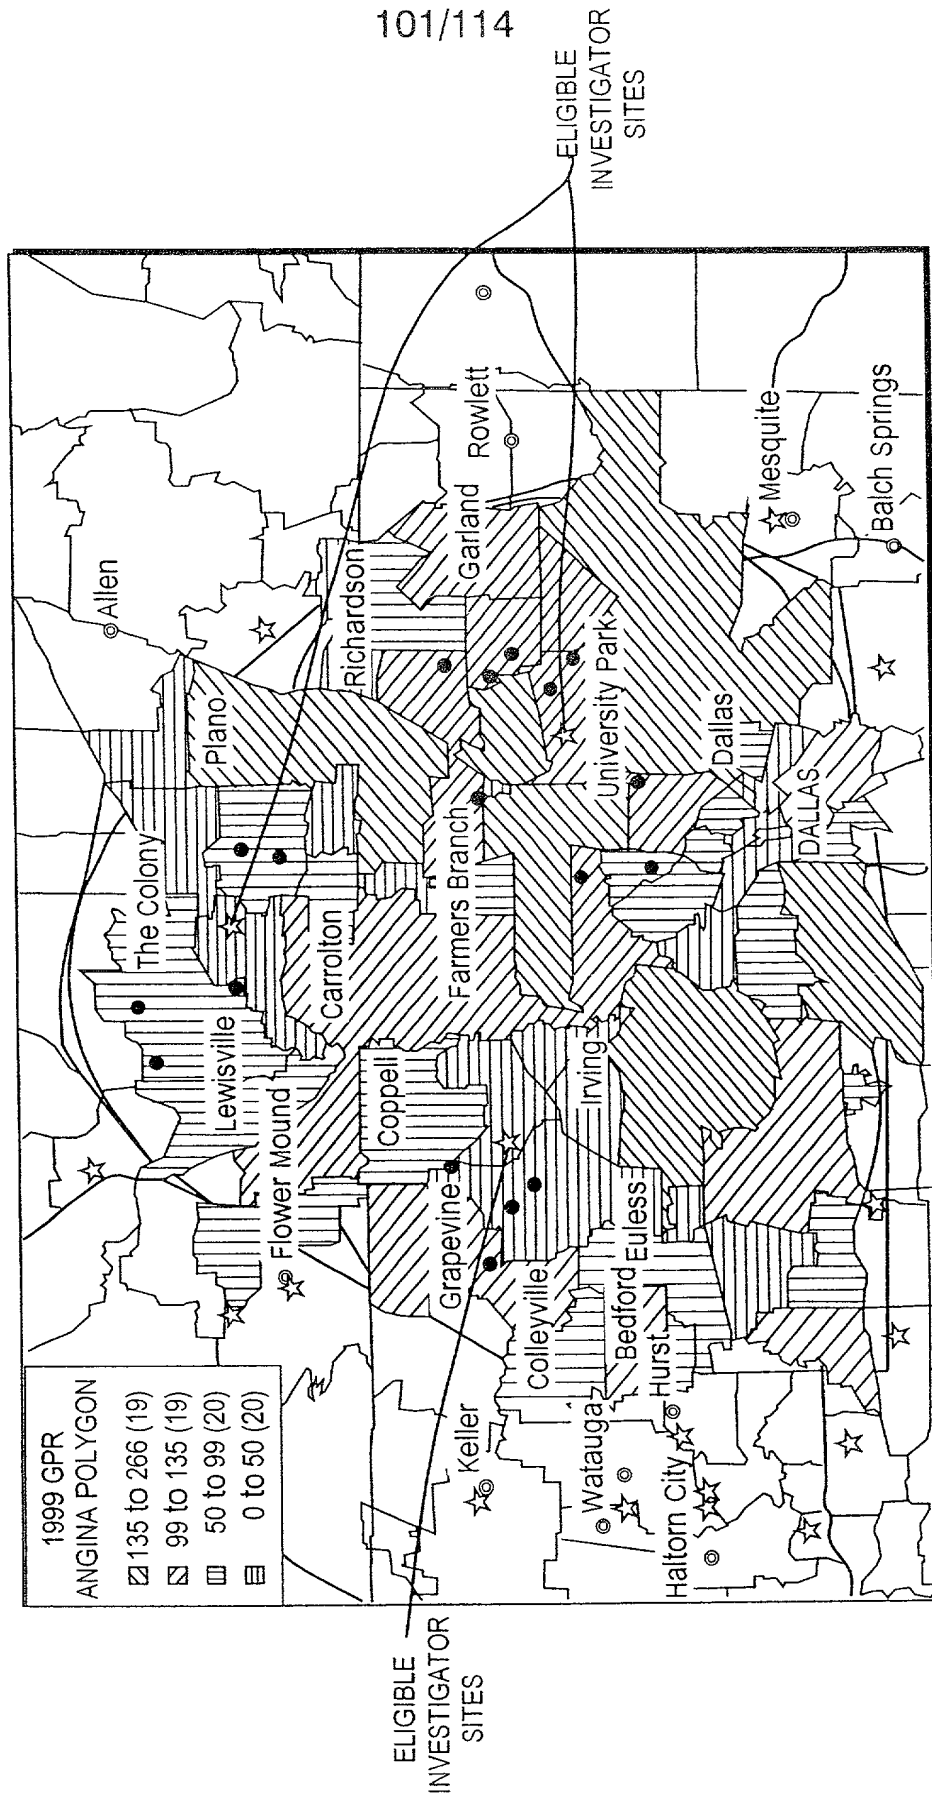 101/114
1999 GPR
ANGINA POLYGON
135 to 266 (19)
99 to 135 (19)
50 to 99 (20)
0 to 50 (20)
ELIGIBLE
INVESTIGATOR
SITES
ELIGIBLE
INVESTIGATOR
SITES
Allen
The Colony
Plano
Lewisville
Flower Mound
Carrolton
Richardson
Coppell
Farmers Branch
Garland
Rowlett
Grapevine
Keller
Colleyville
Irving
University Park
Watauga
Bedford
Euless
Hurst
Haltom City
Dallas
Mesquite
DALLAS
Balch Springs